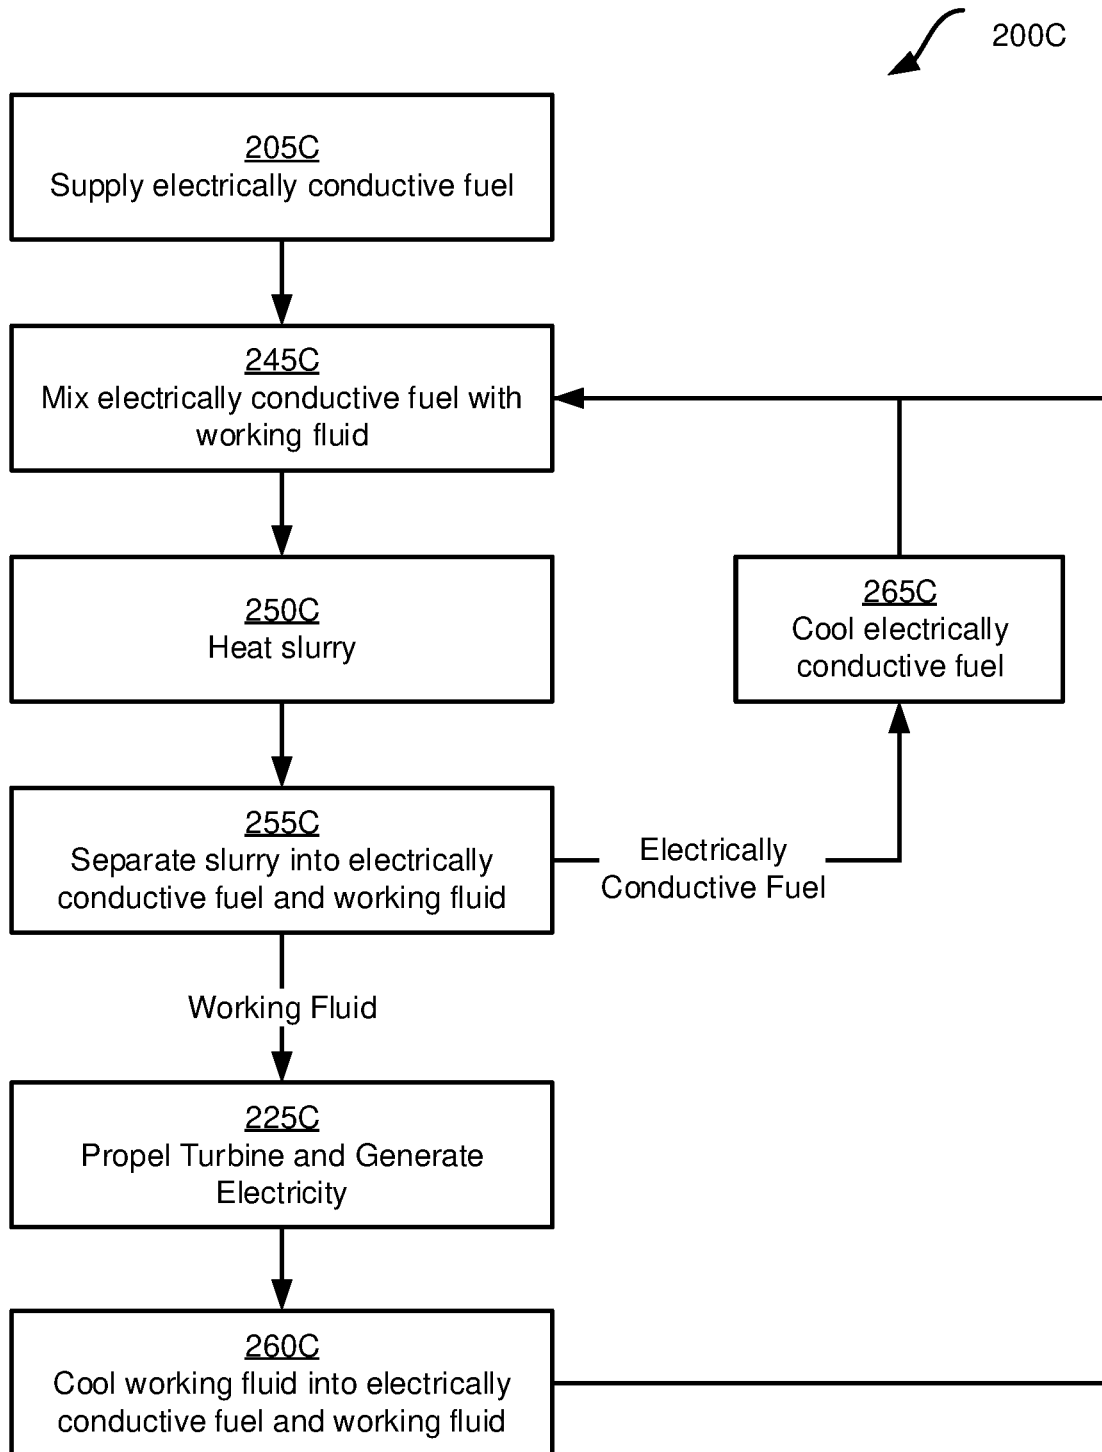 200C
205C
Supply electrically conductive fuel
245C
Mix electrically conductive fuel with
working fluid
250C
Heat slurry
265C
Cool electrically
conductive fuel
255C
Separate slurry into electrically
conductive fuel and working fluid
Electrically
Conductive Fuel
Working Fluid
225C
Propel Turbine and Generate
Electricity
260C
Cool working fluid into electrically
conductive fuel and working fluid